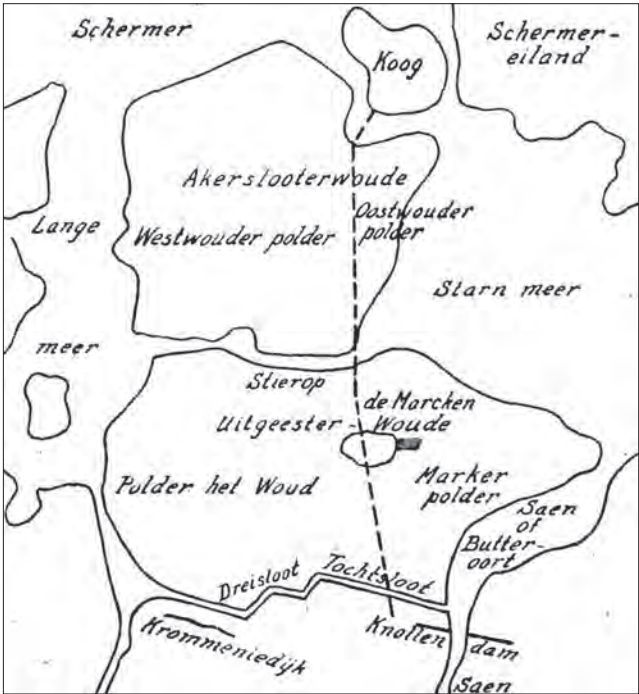 Schermer
Schermer-
eiland
Koog
Akerslooterwoude
Oostwouder
polder
Westwouder polder
Lange
meer
Starn meer
Stierop
de Marcken
Uitgeester - Woude
Polder het Woud
Marker
polder
Saen
of
Butter-
oort
Dreisloot
Tochtsloot
Krommeniedijk
Knollen dam
Saen